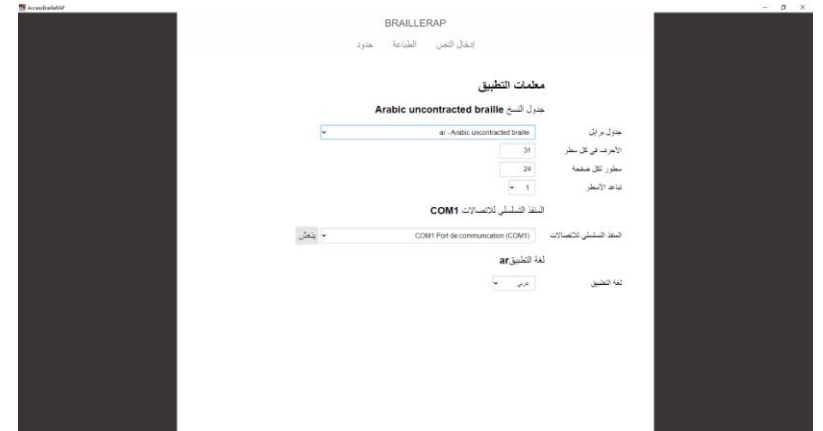 AccessBrailleRAP
BRAILLERAP
إدخال النص الطباعة حدود
معلمات التطبيق
جدول النسخ Arabic uncontracted braille
جدول برايل ar - Arabic uncontracted braille
الأحرف في كل سطر 31
سطور لكل صفحة 24
تباعد الأسطر 1
المنفذ التسلسلي للاتصالات COM1
المنفذ التسلسلي للاتصالات COM1 Port de communication (COM1) ينعش
لغة التطبيقar
لغة التطبيق عربي